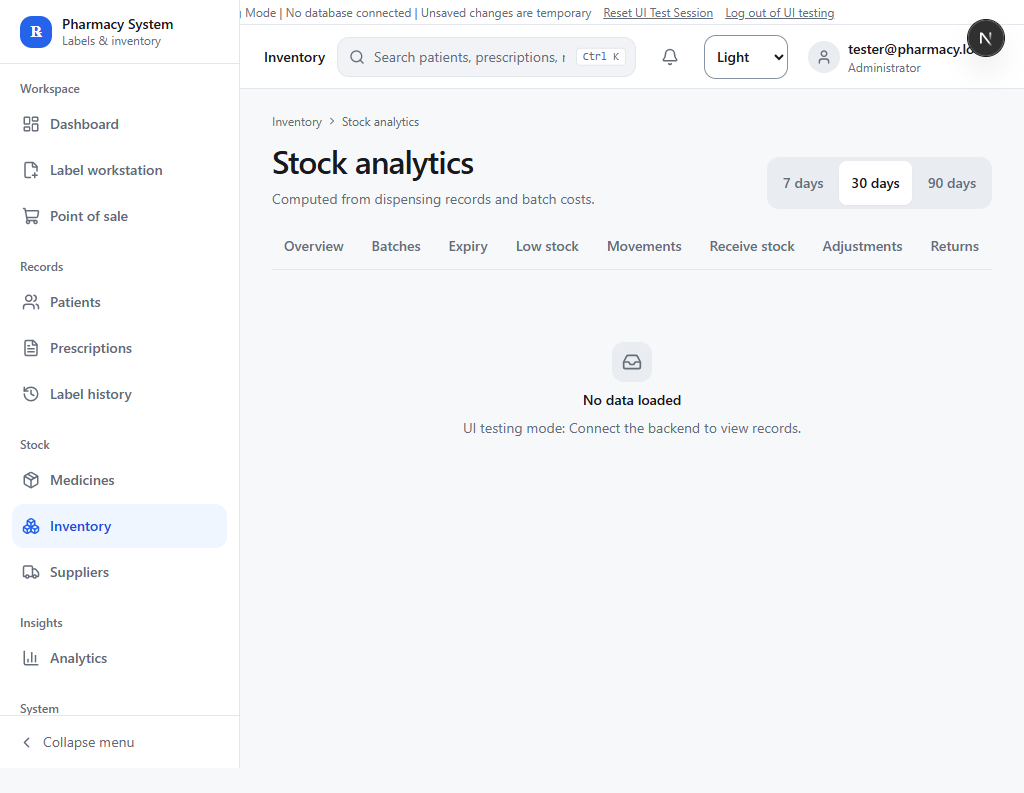 ℞
Pharmacy System
Labels & inventory
Mode | No database connected | Unsaved changes are temporary Reset UI Test Session Log out of UI testing
Inventory
Search patients, prescriptions,
Ctrl K
Light
tester@pharmacy.lo
Administrator
N
Workspace
Dashboard
Label workstation
Point of sale
Records
Patients
Prescriptions
Label history
Stock
Medicines
Inventory
Suppliers
Insights
Analytics
System
Collapse menu
Inventory > Stock analytics
Stock analytics
Computed from dispensing records and batch costs.
7 days 30 days 90 days
Overview Batches Expiry Low stock Movements Receive stock Adjustments Returns
No data loaded
UI testing mode: Connect the backend to view records.